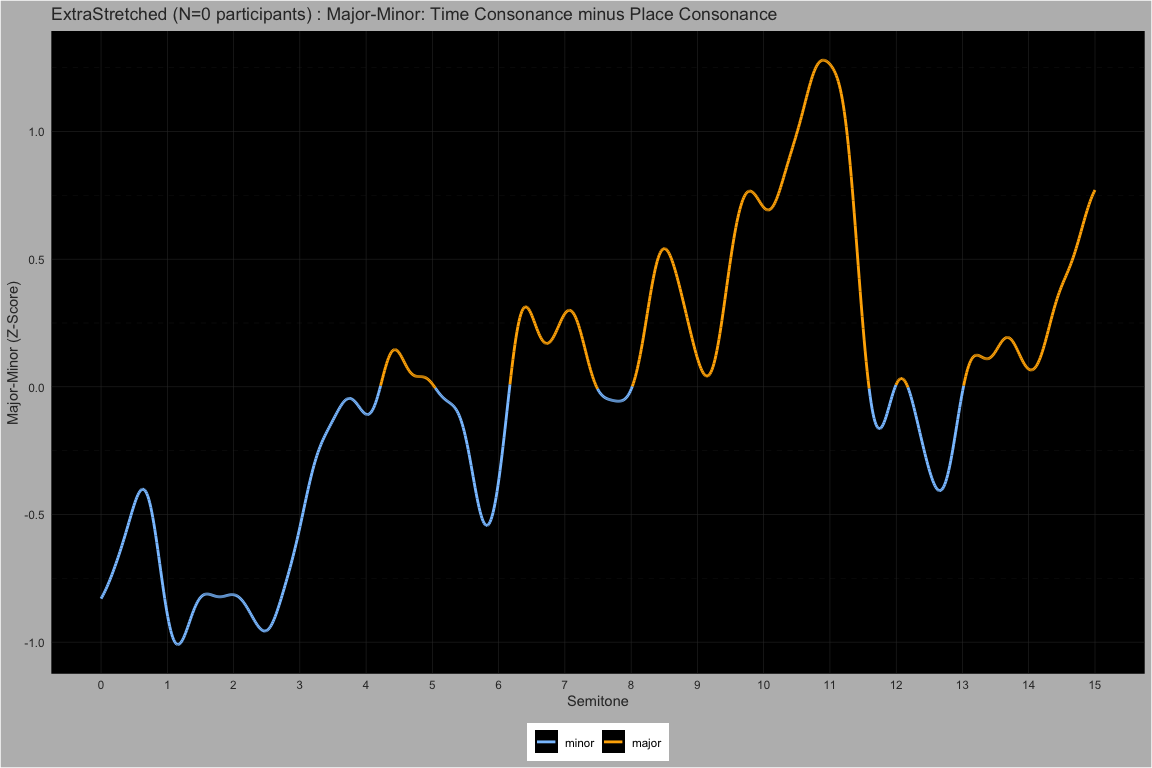 ExtraStretched (N=0 participants) : Major-Minor: Time Consonance minus Place Consonance
Major-Minor (Z-Score)
1.0
0.5
0.0
-0.5
-1.0
0 1 2 3 4 5 6 7 8 9 10 11 12 13 14 15
Semitone
minor major